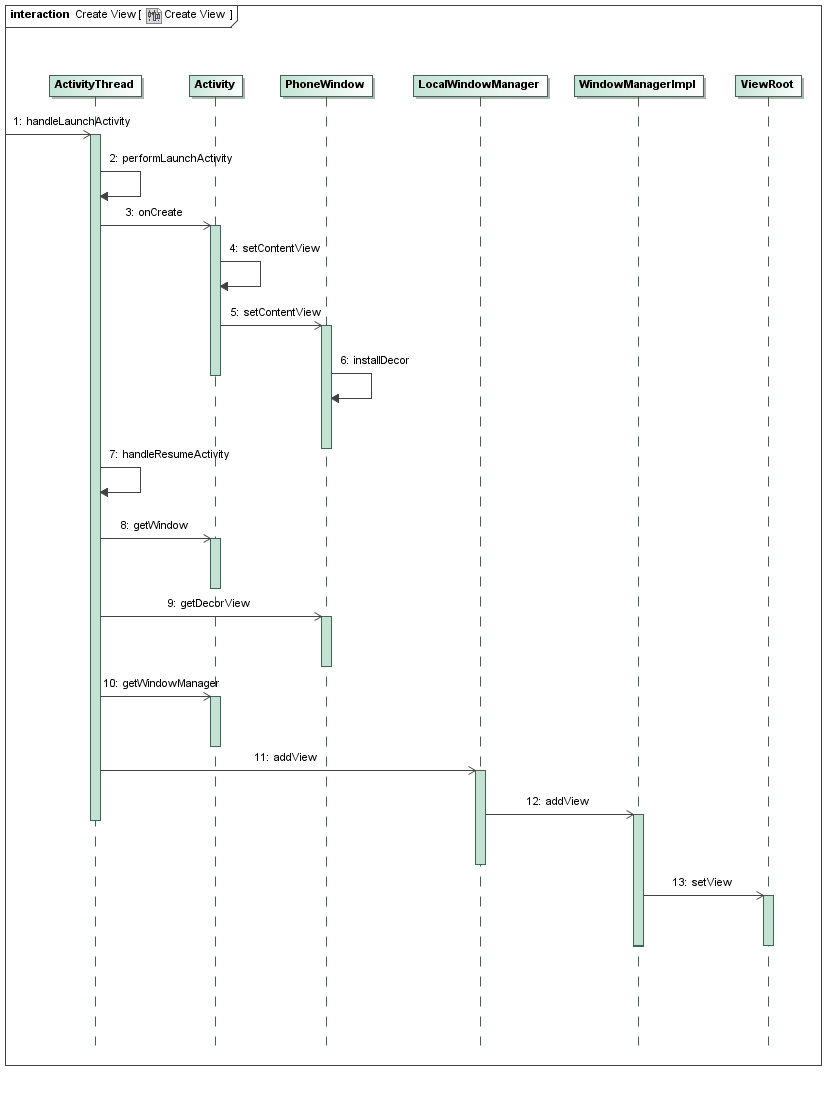 interaction Create View [ Create View ]
ActivityThread Activity PhoneWindow LocalWindowManager WindowManagerImpl ViewRoot
1: handleLaunchActivity
2: performLaunchActivity
3: onCreate
4: setContentView
5: setContentView
6: installDecor
7: handleResumeActivity
8: getWindow
9: getDecorView
10: getWindowManager
11: addView
12: addView
13: setView